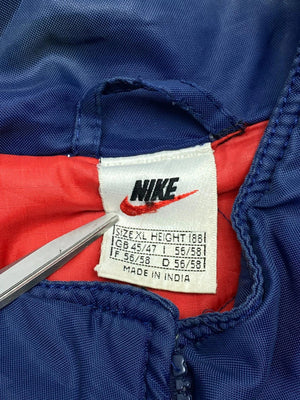 NIKE
SIZE XL HEIGHT 188
GB 45/47 I 56/58
F 56/58 D 56/58
MADE IN INDIA